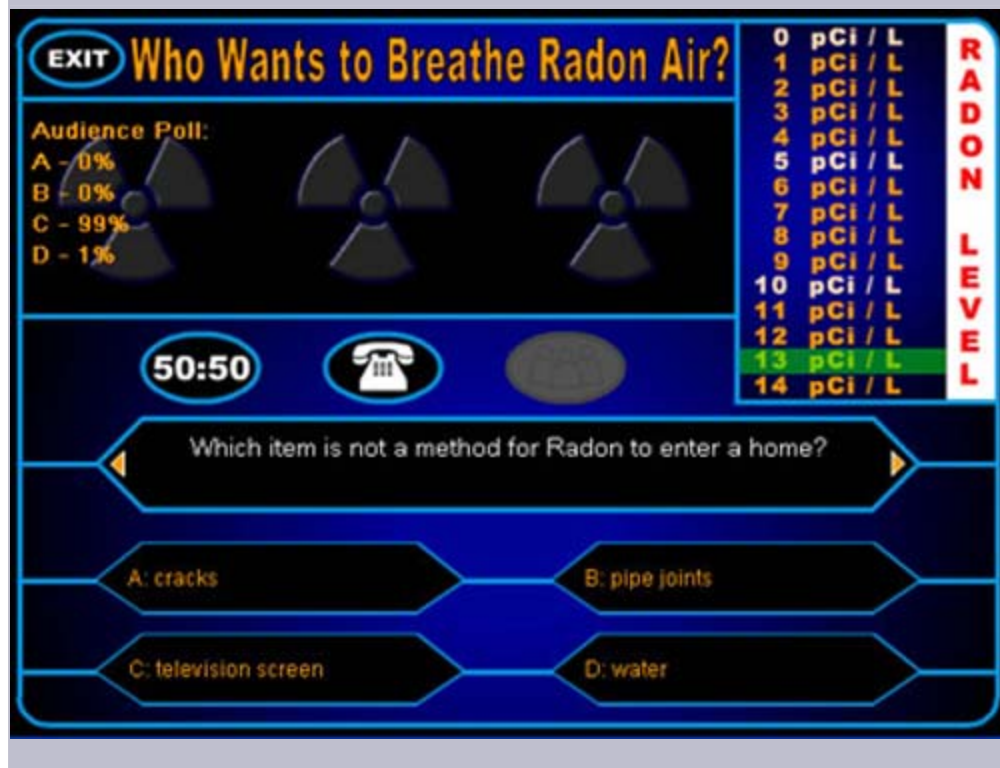 EXIT
Who Wants to Breathe Radon Air?
Audience Poll:
A - 0%
B - 0%
C - 99%
D - 1%
0 pCi / L
1 pCi / L
2 pCi / L
3 pCi / L
4 pCi / L
5 pCi / L
6 pCi / L
7 pCi / L
8 pCi / L
9 pCi / L
10 pCi / L
11 pCi / L
12 pCi / L
13 pCi / L
14 pCi / L
RADON LEVEL
50:50
Which item is not a method for Radon to enter a home?
A: cracks
B: pipe joints
C: television screen
D: water